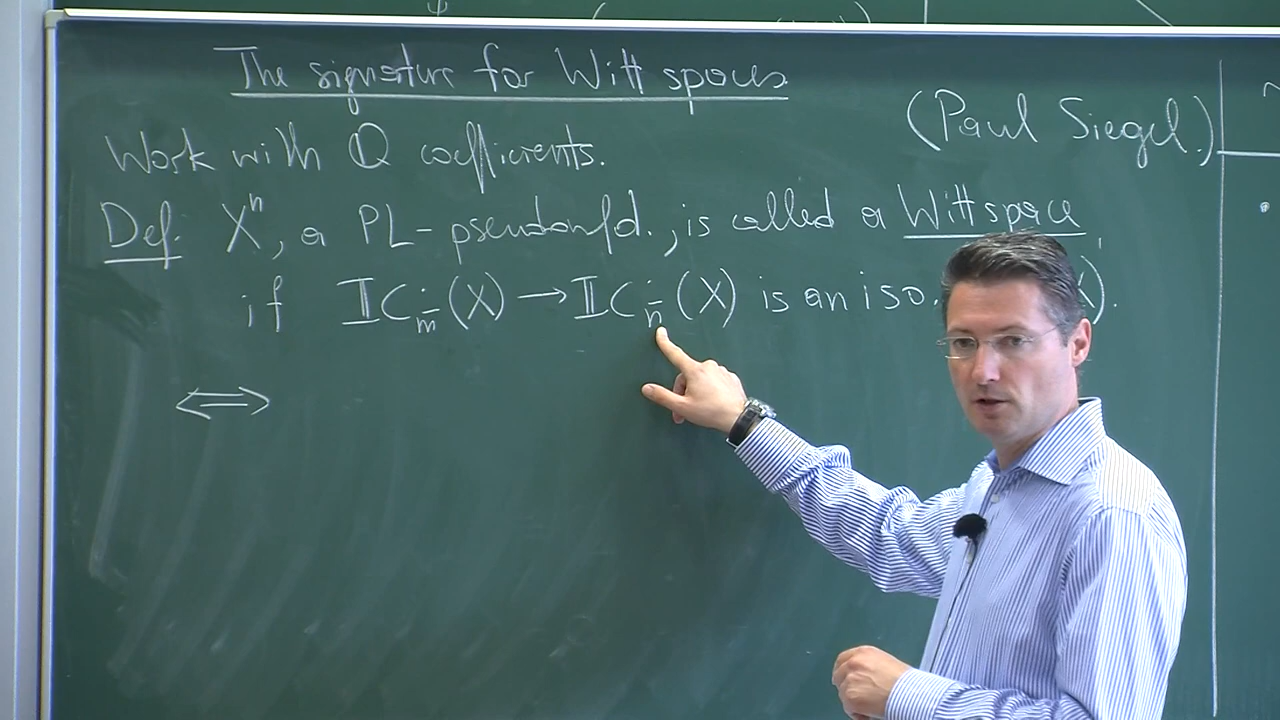 The signature for Witt spaces
(Paul Siegel.)
Work with ℚ coefficients.
Def. Xⁿ, a PL-pseudomfd., is called a Witt space,
if IC•m̄(X) → IC•n̄(X) is an iso. X).
⟺